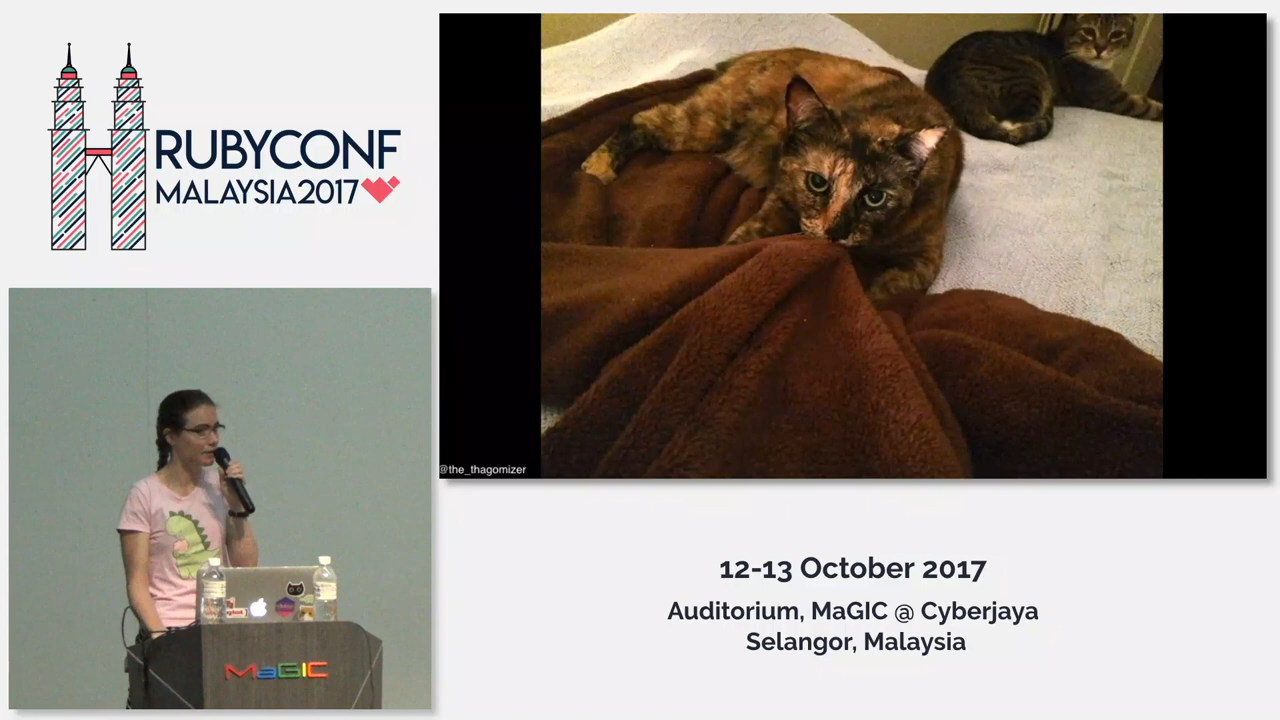 RUBYCONF
MALAYSIA2017
@the_thagomizer
12-13 October 2017
Auditorium, MaGIC @ Cyberjaya
Selangor, Malaysia
MaGIC